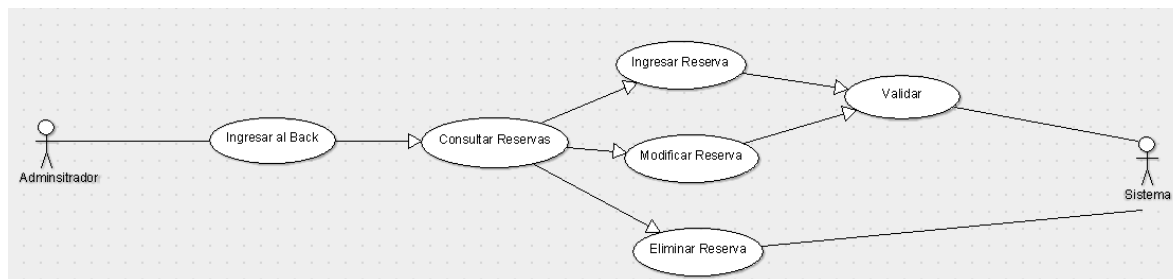 Adminsitrador
Ingresar al Back
Consultar Reservas
Ingresar Reserva
Modificar Reserva
Eliminar Reserva
Validar
Sistema